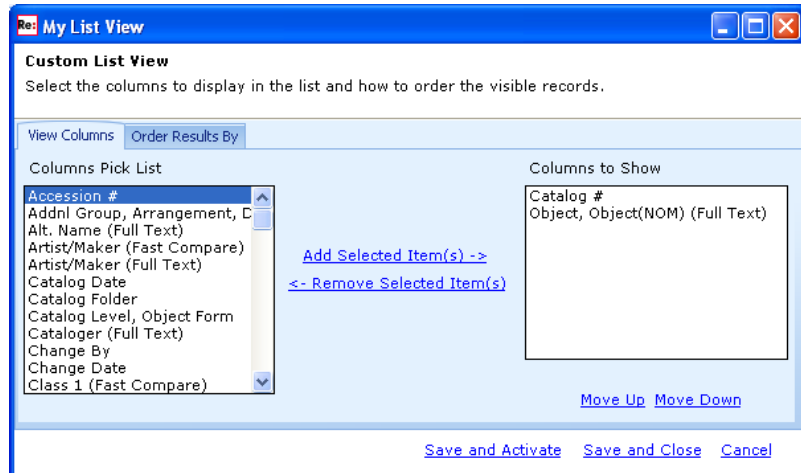 Re: My List View
Custom List View
Select the columns to display in the list and how to order the visible records.
View Columns Order Results By
Columns Pick List
Accession #
Addnl Group, Arrangement, D
Alt. Name (Full Text)
Artist/Maker (Fast Compare)
Artist/Maker (Full Text)
Catalog Date
Catalog Folder
Catalog Level, Object Form
Cataloger (Full Text)
Change By
Change Date
Class 1 (Fast Compare)
Add Selected Item(s) ->
<- Remove Selected Item(s)
Columns to Show
Catalog #
Object, Object(NOM) (Full Text)
Move Up Move Down
Save and Activate Save and Close Cancel